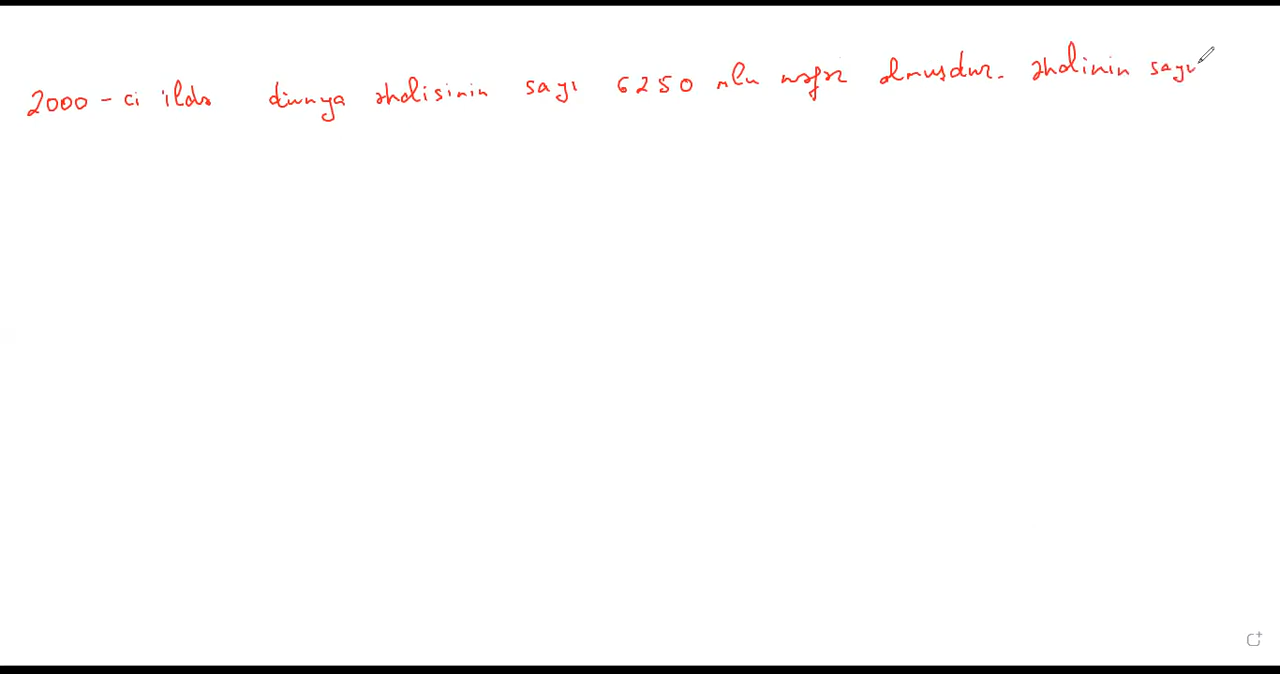 2000-ci ildə dünya əhalisinin sayı 6250 mln nəfər olmuşdur. əhalinin sayı